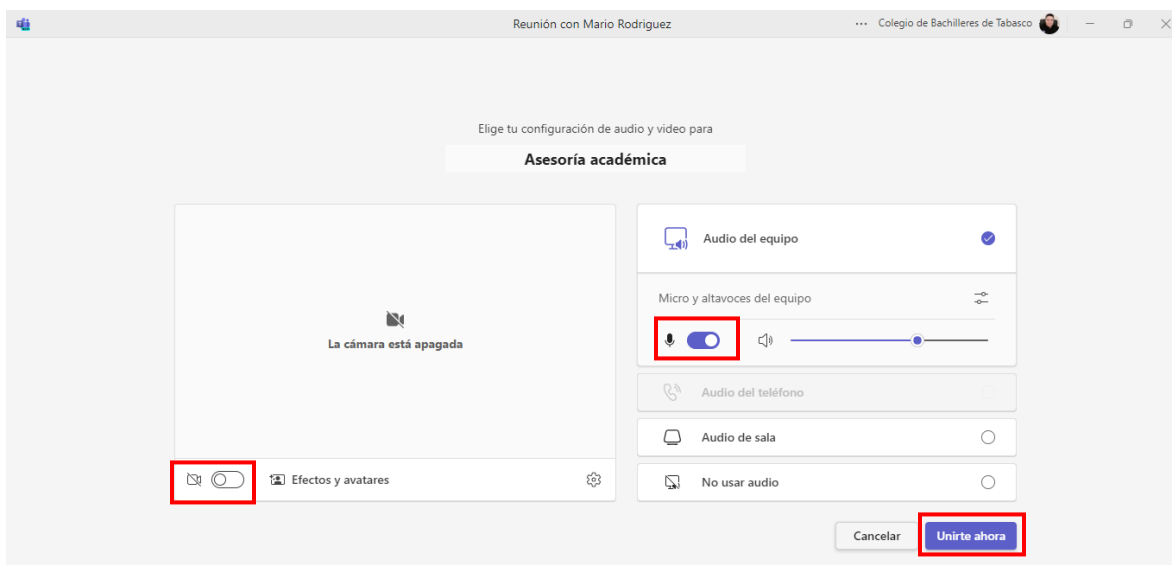 Reunión con Mario Rodriguez
Colegio de Bachilleres de Tabasco
Elige tu configuración de audio y video para
Asesoría académica
La cámara está apagada
Efectos y avatares
Audio del equipo
Micro y altavoces del equipo
Audio del teléfono
Audio de sala
No usar audio
Cancelar
Unirte ahora